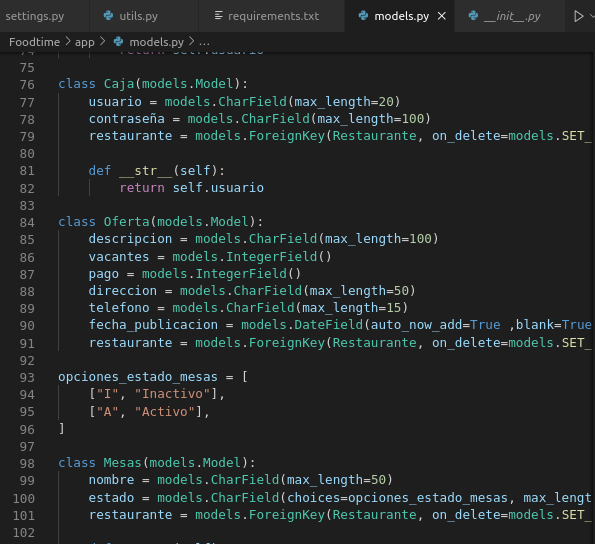 settings.py utils.py requirements.txt models.py __init__.py
Foodtime > app > models.py > ...
74 return self.usuario
75
76 class Caja(models.Model):
77 usuario = models.CharField(max_length=20)
78 contraseña = models.CharField(max_length=100)
79 restaurante = models.ForeignKey(Restaurante, on_delete=models.SET_
80
81 def __str__(self):
82 return self.usuario
83
84 class Oferta(models.Model):
85 descripcion = models.CharField(max_length=100)
86 vacantes = models.IntegerField()
87 pago = models.IntegerField()
88 direccion = models.CharField(max_length=50)
89 telefono = models.CharField(max_length=15)
90 fecha_publicacion = models.DateField(auto_now_add=True ,blank=True
91 restaurante = models.ForeignKey(Restaurante, on_delete=models.SET_
92
93 opciones_estado_mesas = [
94 ["I", "Inactivo"],
95 ["A", "Activo"],
96 ]
97
98 class Mesas(models.Model):
99 nombre = models.CharField(max_length=50)
100 estado = models.CharField(choices=opciones_estado_mesas, max_lengt
101 restaurante = models.ForeignKey(Restaurante, on_delete=models.SET_
102